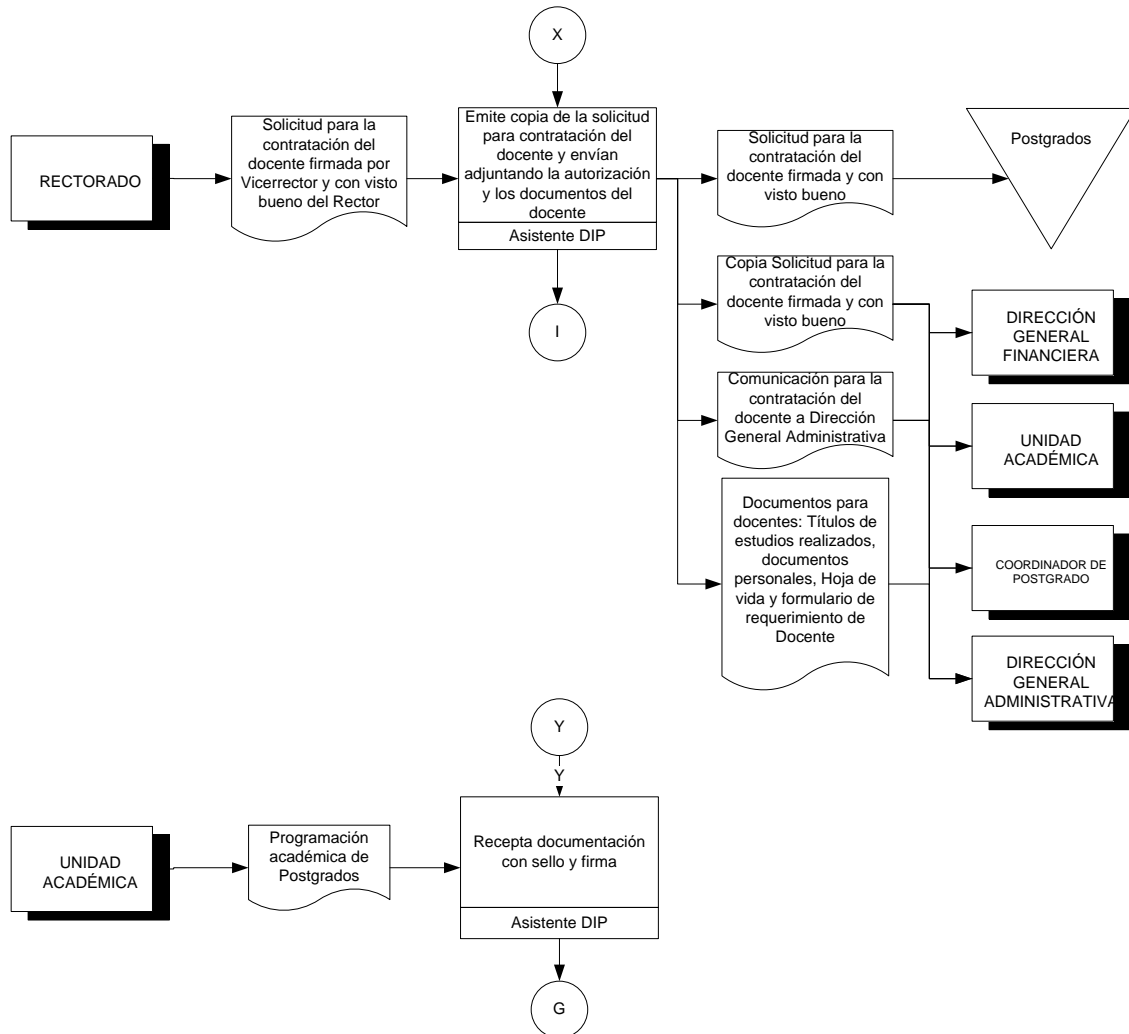 X
RECTORADO
Solicitud para la
contratación del
docente firmada por
Vicerrector y con visto
bueno del Rector
Emite copia de la solicitud
para contratación del
docente y envían
adjuntando la autorización
y los documentos del
docente
Asistente DIP
I
Solicitud para la
contratación del
docente firmada y con
visto bueno
Postgrados
Copia Solicitud para la
contratación del
docente firmada y con
visto bueno
Comunicación para la
contratación del
docente a Dirección
General Administrativa
Documentos para
docentes: Títulos de
estudios realizados,
documentos
personales, Hoja de
vida y formulario de
requerimiento de
Docente
DIRECCIÓN
GENERAL
FINANCIERA
UNIDAD
ACADÉMICA
COORDINADOR DE
POSTGRADO
DIRECCIÓN
GENERAL
ADMINISTRATIVA
Y
Y
UNIDAD
ACADÉMICA
Programación
académica de
Postgrados
Recepta documentación
con sello y firma
Asistente DIP
G